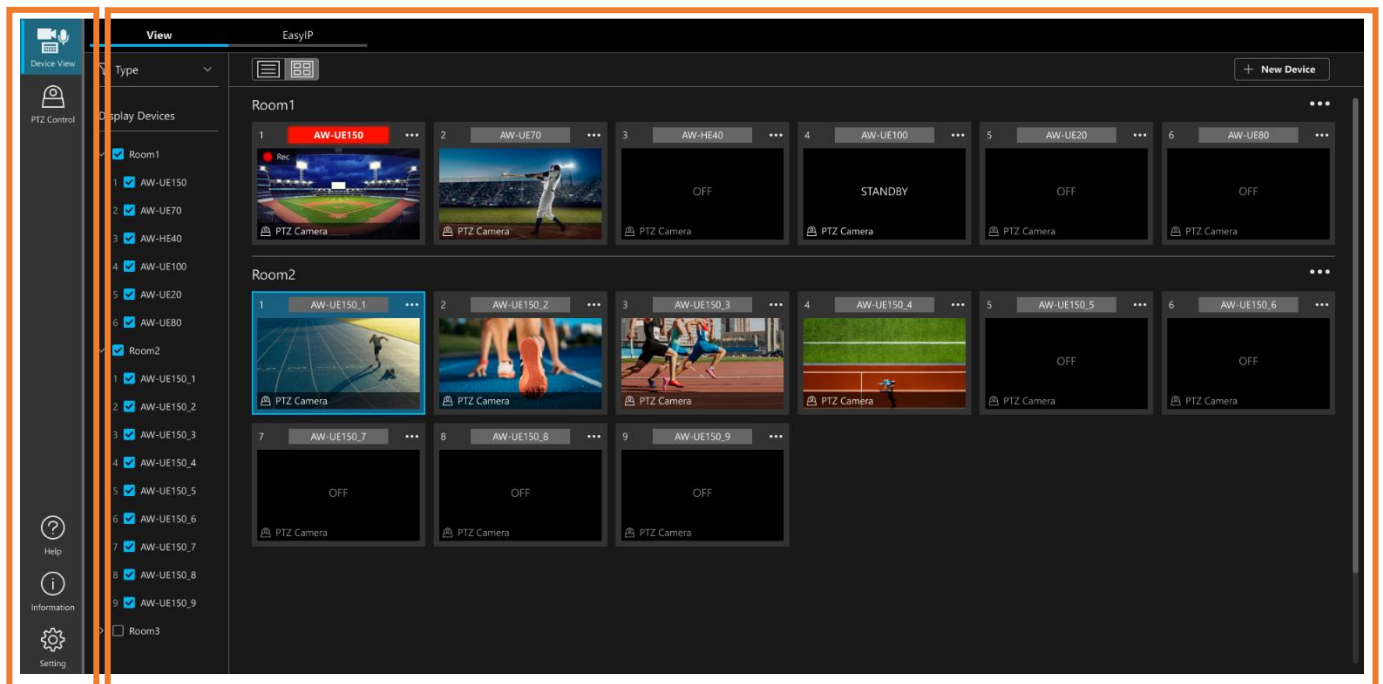 View
EasyIP
Device View
PTZ Control
Help
Information
Setting
Type
Display Devices
Room1
1 AW-UE150
2 AW-UE70
3 AW-HE40
4 AW-UE100
5 AW-UE20
6 AW-UE80
Room2
1 AW-UE150_1
2 AW-UE150_2
3 AW-UE150_3
4 AW-UE150_4
5 AW-UE150_5
6 AW-UE150_6
7 AW-UE150_7
8 AW-UE150_8
9 AW-UE150_9
Room3
+ New Device
Room1
1 AW-UE150 •••
Rec
PTZ Camera
2 AW-UE70 •••
PTZ Camera
3 AW-HE40 •••
OFF
PTZ Camera
4 AW-UE100 •••
STANDBY
PTZ Camera
5 AW-UE20 •••
OFF
PTZ Camera
6 AW-UE80 •••
OFF
PTZ Camera
Room2
1 AW-UE150_1 •••
PTZ Camera
2 AW-UE150_2 •••
PTZ Camera
3 AW-UE150_3 •••
PTZ Camera
4 AW-UE150_4 •••
PTZ Camera
5 AW-UE150_5 •••
OFF
PTZ Camera
6 AW-UE150_6 •••
OFF
PTZ Camera
7 AW-UE150_7 •••
OFF
PTZ Camera
8 AW-UE150_8 •••
OFF
PTZ Camera
9 AW-UE150_9 •••
OFF
PTZ Camera